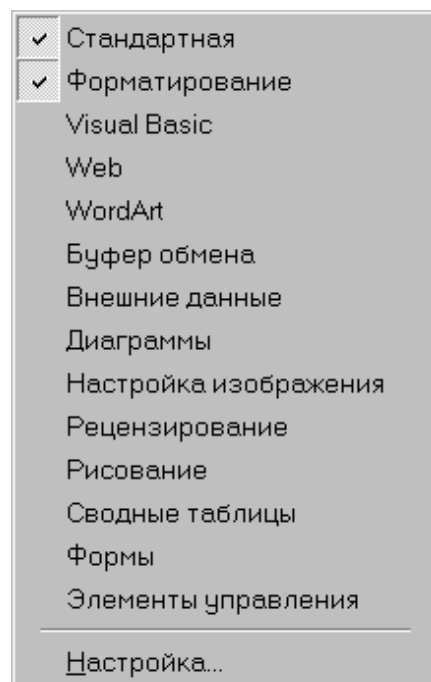 Стандартная
Форматирование
Visual Basic
Web
WordArt
Буфер обмена
Внешние данные
Диаграммы
Настройка изображения
Рецензирование
Рисование
Сводные таблицы
Формы
Элементы управления
Настройка...